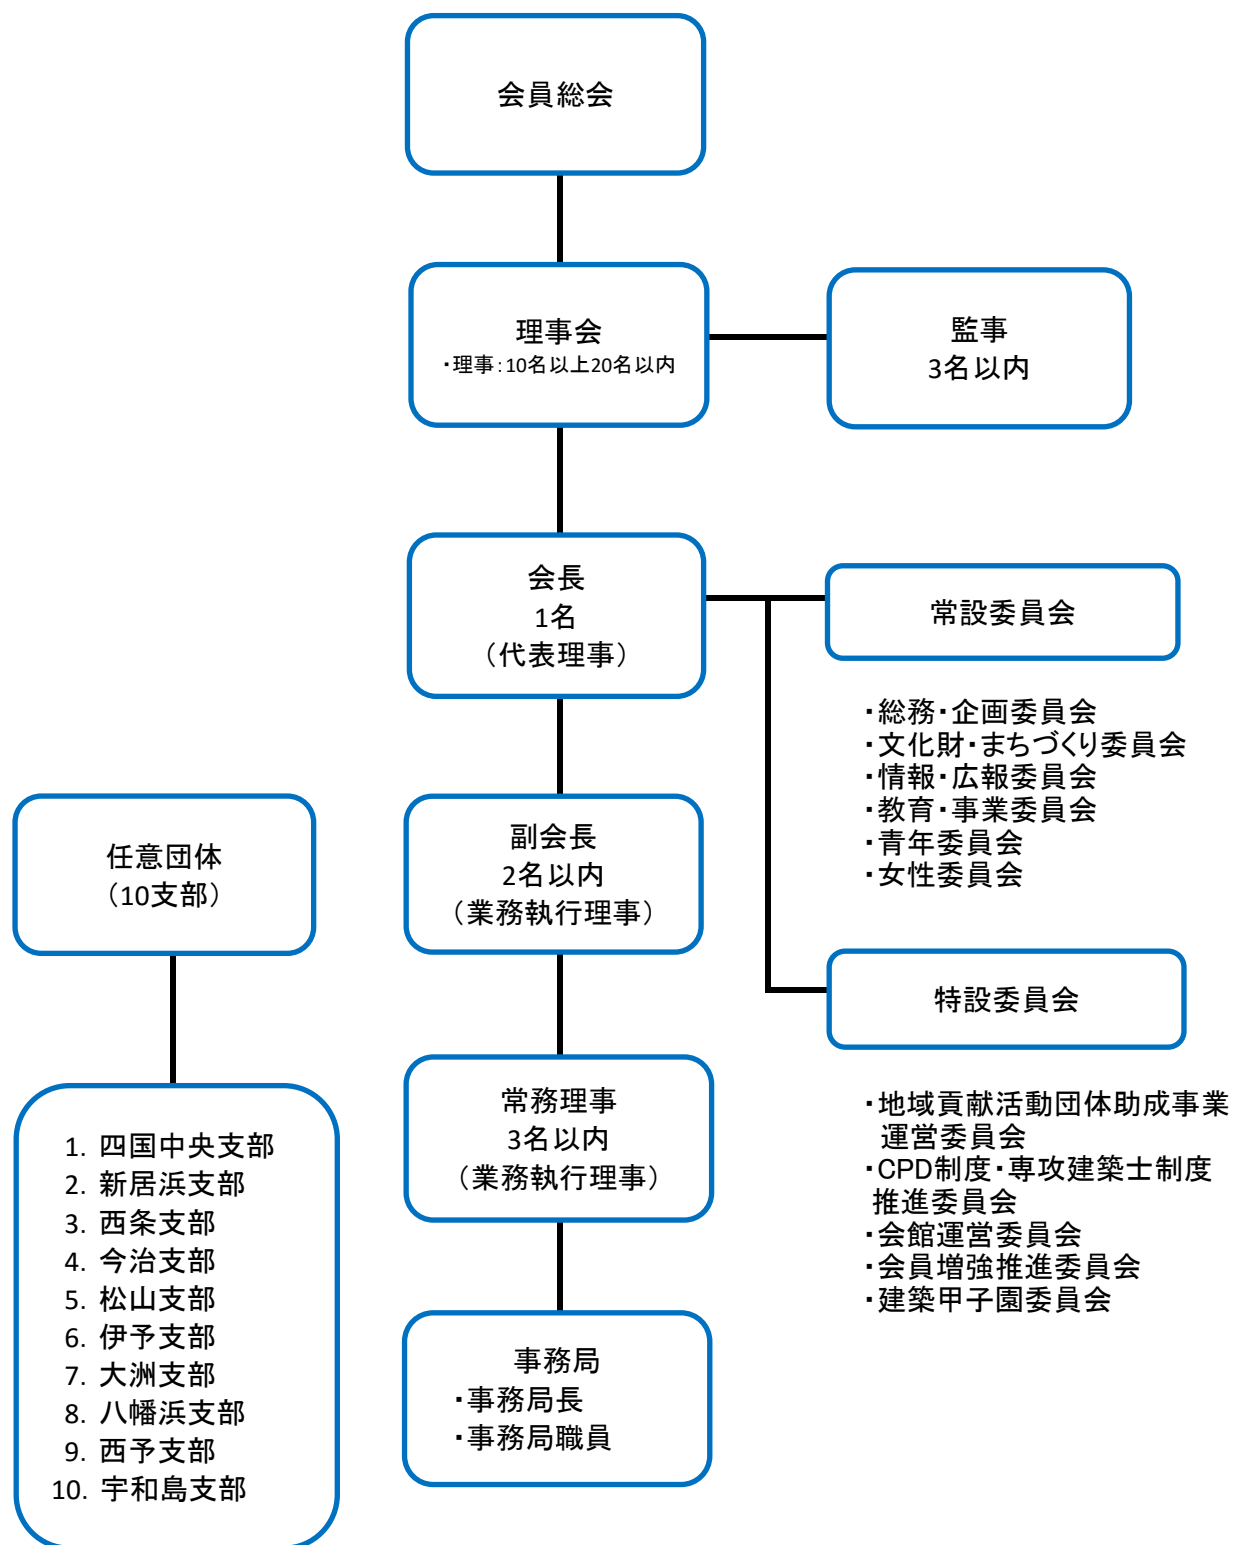 会員総会
理事会
・理事：10名以上20名以内
監事
3名以内
会長
1名
（代表理事）
常設委員会
・総務・企画委員会
・文化財・まちづくり委員会
・情報・広報委員会
・教育・事業委員会
・青年委員会
・女性委員会
副会長
2名以内
（業務執行理事）
任意団体
（10支部）
特設委員会
・地域貢献活動団体助成事業
運営委員会
・CPD制度・専攻建築士制度
推進委員会
・会館運営委員会
・会員増強推進委員会
・建築甲子園委員会
常務理事
3名以内
（業務執行理事）
1. 四国中央支部
2. 新居浜支部
3. 西条支部
4. 今治支部
5. 松山支部
6. 伊予支部
7. 大洲支部
8. 八幡浜支部
9. 西予支部
10. 宇和島支部
事務局
・事務局長
・事務局職員